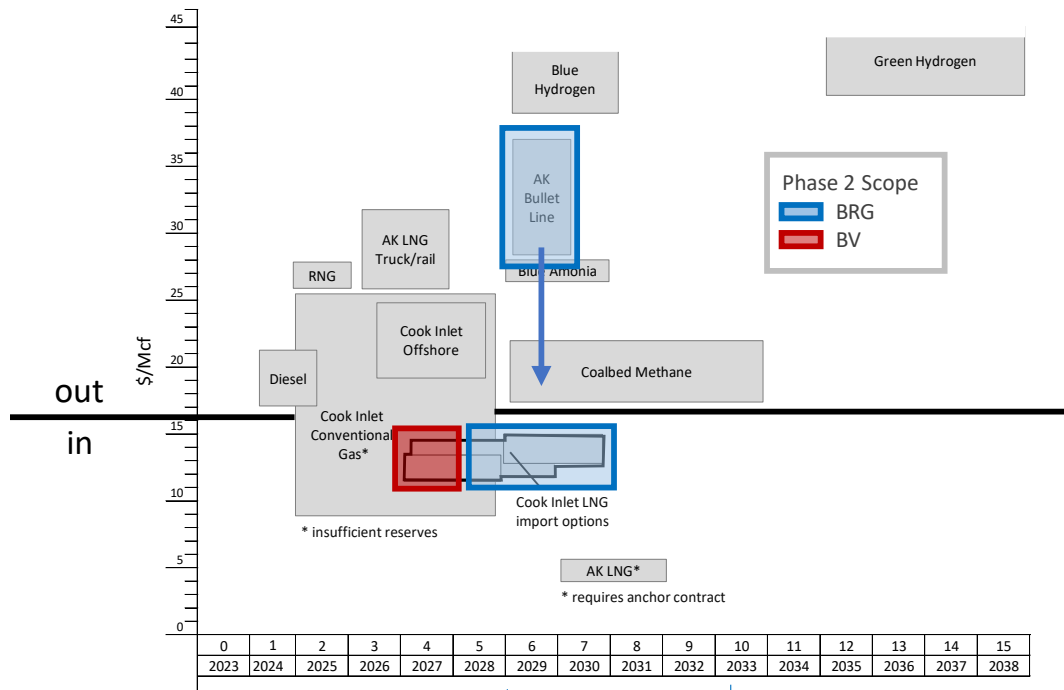 45
40
35
30
25
20
15
10
5
0
$/Mcf
out
in
Blue
Hydrogen
Green Hydrogen
AK
Bullet
Line
Phase 2 Scope
BRG
BV
AK LNG
Truck/rail
RNG
Blue Amonia
Cook Inlet
Offshore
Diesel
Coalbed Methane
Cook Inlet
Conventional
Gas*
Cook Inlet LNG
import options
* insufficient reserves
AK LNG*
* requires anchor contract
0 1 2 3 4 5 6 7 8 9 10 11 12 13 14 15
2023 2024 2025 2026 2027 2028 2029 2030 2031 2032 2033 2034 2035 2036 2037 2038